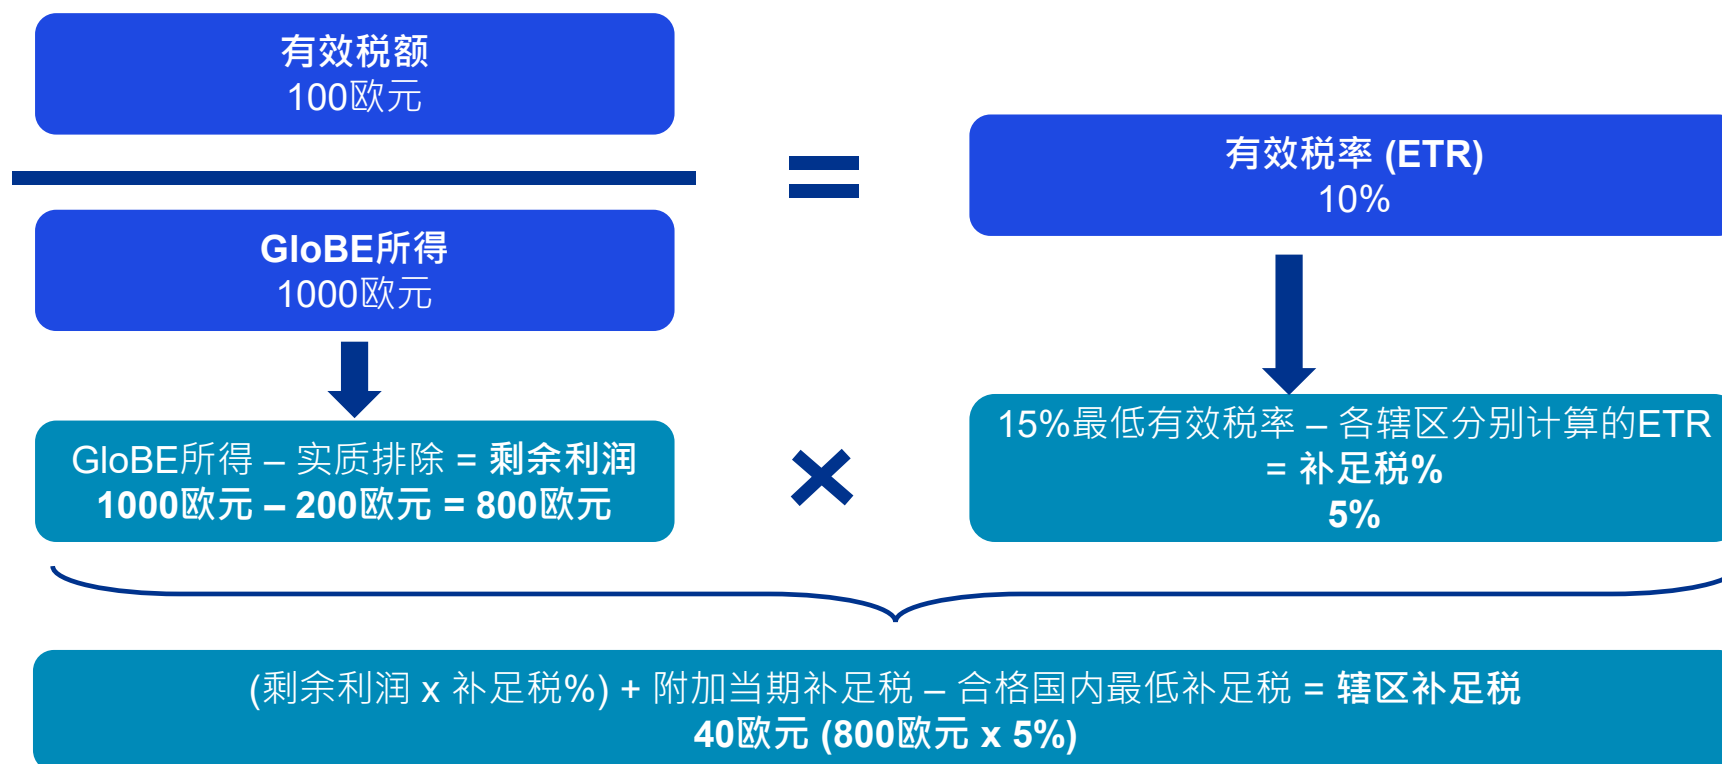 有效税额
100欧元
GloBE所得
1000欧元
=
有效税率 (ETR)
10%
GloBE所得 – 实质排除 = 剩余利润
1000欧元 – 200欧元 = 800欧元
×
15%最低有效税率 – 各辖区分别计算的ETR
= 补足税%
5%
(剩余利润 x 补足税%) + 附加当期补足税 – 合格国内最低补足税 = 辖区补足税
40欧元 (800欧元 x 5%)